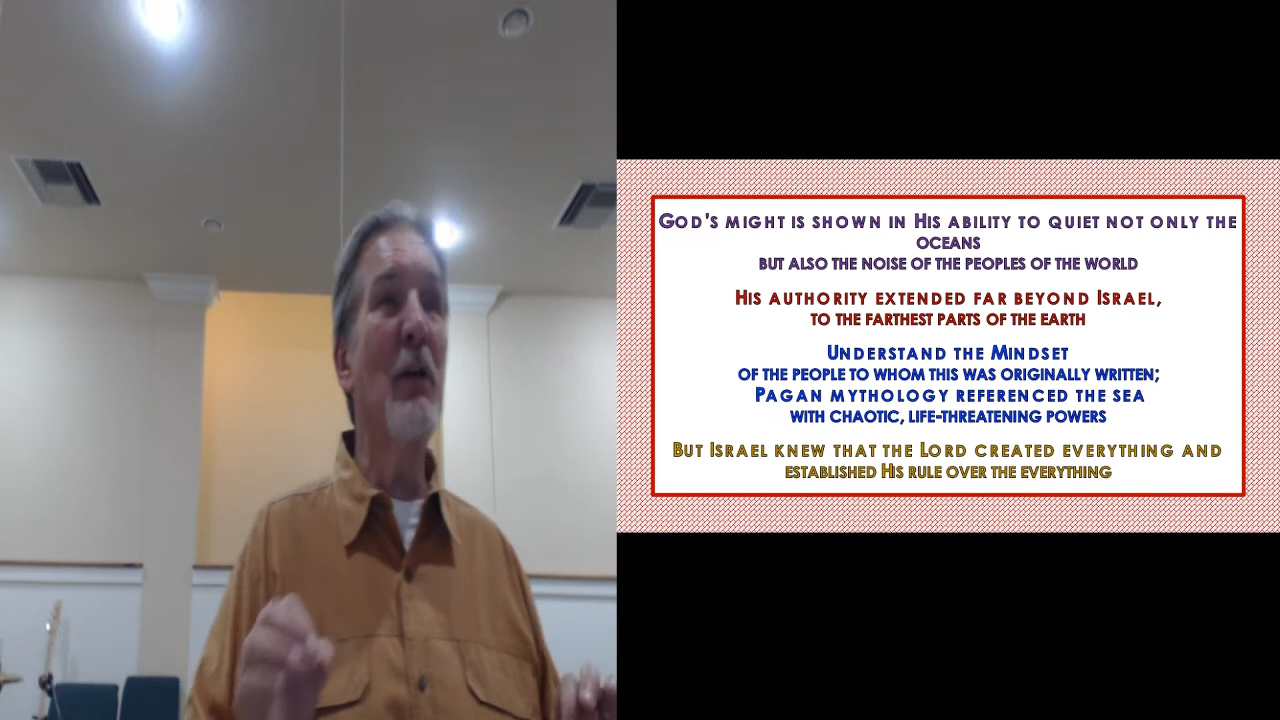 God's might is shown in His ability to quiet not only the
oceans
but also the noise of the peoples of the world
His authority extended far beyond Israel,
to the farthest parts of the earth
Understand the Mindset
of the people to whom this was originally written;
Pagan mythology referenced the sea
with chaotic, life-threatening powers
But Israel knew that the Lord created everything and
established His rule over the everything